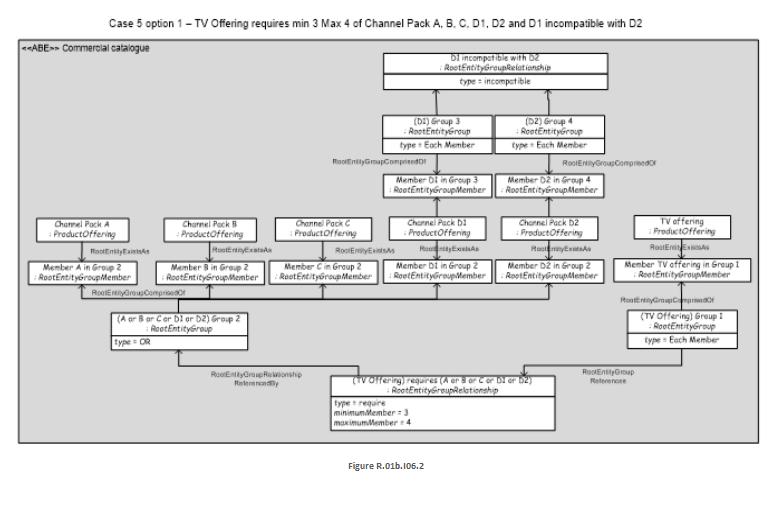 Case 5 option 1 – TV Offering requires min 3 Max 4 of Channel Pack A, B, C, D1, D2 and D1 incompatible with D2
<<ABE>> Commercial catalogue
D1 incompatible with D2
: RootEntityGroupRelationship
type = incompatible
(D1) Group 3
: RootEntityGroup
type = Each Member
(D2) Group 4
: RootEntityGroup
type = Each Member
RootEntityGroupComprisedOf
RootEntityGroupComprisedOf
Member D1 in Group 3
: RootEntityGroupMember
Member D2 in Group 4
: RootEntityGroupMember
Channel Pack A
: ProductOffering
Channel Pack B
: ProductOffering
Channel Pack C
: ProductOffering
Channel Pack D1
: ProductOffering
Channel Pack D2
: ProductOffering
TV offering
: ProductOffering
RootEntityExistsAs
RootEntityExistsAs
RootEntityExistsAs
RootEntityExistsAs
RootEntityExistsAs
RootEntityExistsAs
Member A in Group 2
: RootEntityGroupMember
Member B in Group 2
: RootEntityGroupMember
Member C in Group 2
: RootEntityGroupMember
Member D1 in Group 2
: RootEntityGroupMember
Member D2 in Group 2
: RootEntityGroupMember
Member TV offering in Group 1
: RootEntityGroupMember
RootEntityGroupComprisedOf
RootEntityGroupComprisedOf
(A or B or C or D1 or D2) Group 2
: RootEntityGroup
type = OR
(TV Offering) Group 1
: RootEntityGroup
type = Each Member
RootEntityGroupRelationship
ReferencedBy
RootEntityGroup
References
(TV Offering) requires (A or B or C or D1 or D2)
: RootEntityGroupRelationship
type = require
minimumMember = 3
maximumMember = 4
Figure R.01b.I06.2